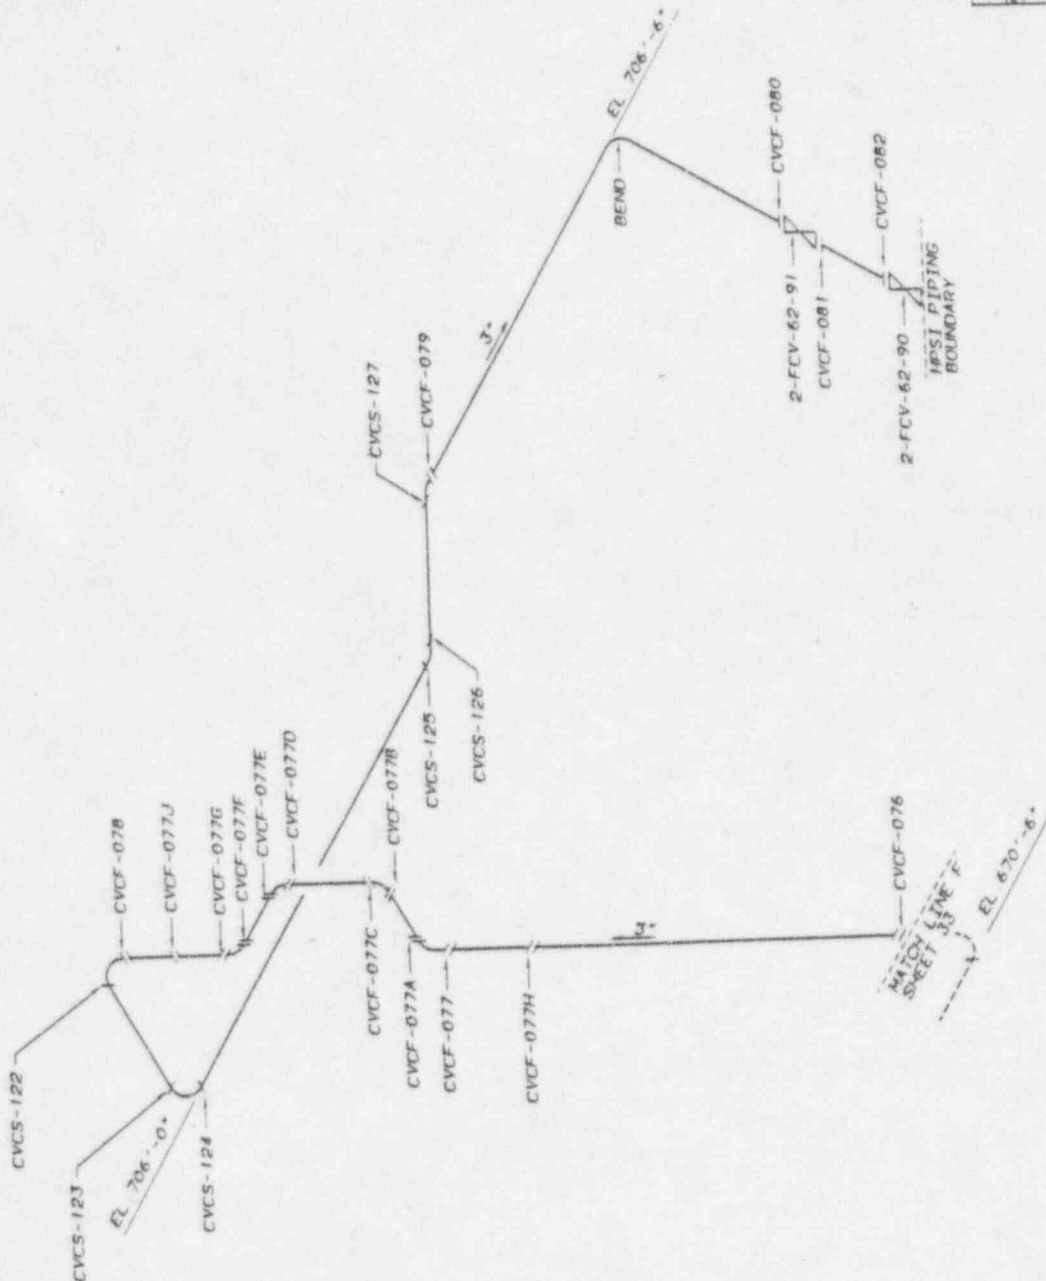 CVCS-122
CVCS-123
EL. 706'-0"
CVCS-124
CVCF-078
CVCF-077J
CVCF-077G
CVCF-077F
CVCF-077E
CVCF-077D
CVCF-077C
CVCF-077B
CVCF-077A
CVCF-077
CVCF-077H
CVCF-076
MATCH LINE F
SHEET 33
EL 670'-6"
CVCS-125
CVCS-126
CVCS-127
CVCF-079
3"
BEND
EL. 706'-6"
CVCF-080
2-FCV-62-91
CVCF-081
CVCF-082
2-FCV-62-90
HPSI PIPING
BOUNDARY